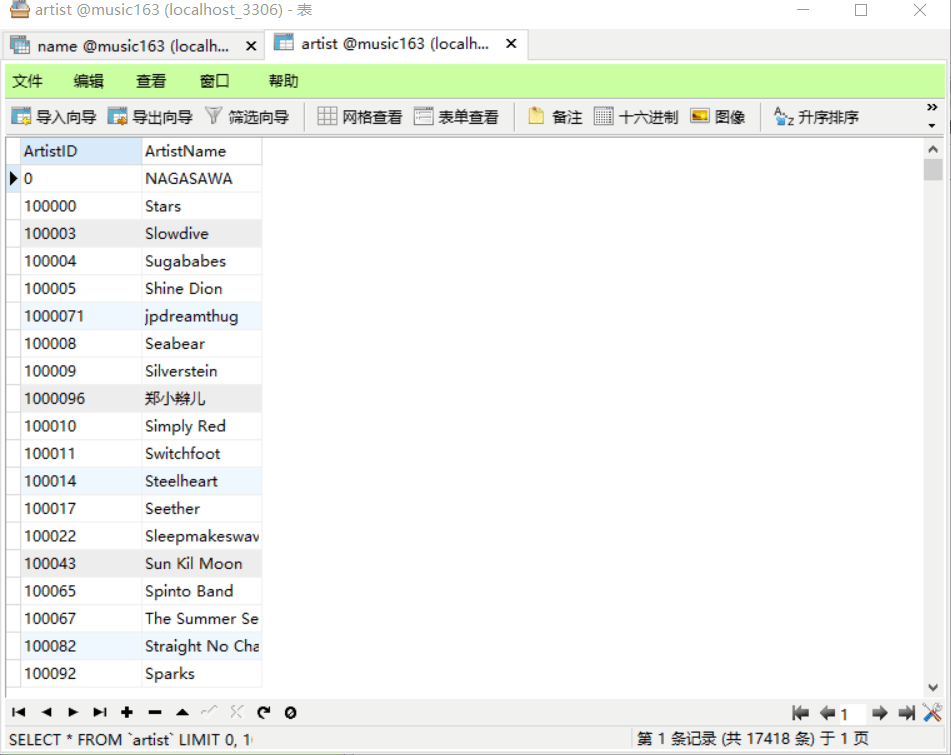 artist @music163 (localhost_3306) - 表
name @music163 (localh... artist @music163 (localh...
文件 编辑 查看 窗口 帮助
导入向导 导出向导 筛选向导 网格查看 表单查看 备注 十六进制 图像 升序排序
ArtistID ArtistName
0 NAGASAWA
100000 Stars
100003 Slowdive
100004 Sugababes
100005 Shine Dion
1000071 jpdreamthug
100008 Seabear
100009 Silverstein
1000096 郑小辩儿
100010 Simply Red
100011 Switchfoot
100014 Steelheart
100017 Seether
100022 Sleepmakeswav
100043 Sun Kil Moon
100065 Spinto Band
100067 The Summer Se
100082 Straight No Cha
100092 Sparks
1
SELECT * FROM `artist` LIMIT 0, 1 第 1 条记录 (共 17418 条) 于 1 页